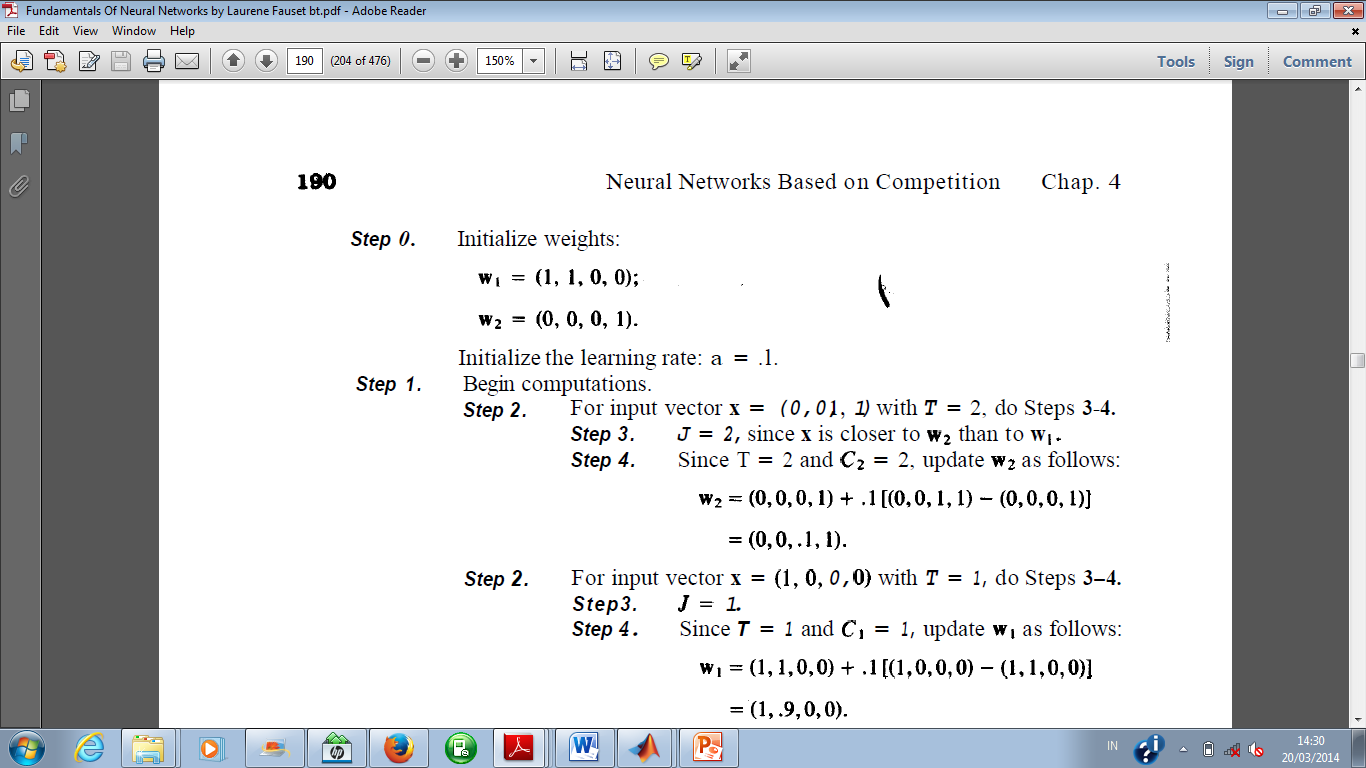 Fundamentals Of Neural Networks by Laurene Fauset bt.pdf - Adobe Reader
File Edit View Window Help
190 (204 of 476) 150% Tools Sign Comment
190 Neural Networks Based on Competition Chap. 4
Step 0. Initialize weights:
w₁ = (1, 1, 0, 0);
w₂ = (0, 0, 0, 1).
Initialize the learning rate: a = .1.
Step 1. Begin computations.
Step 2. For input vector x = (0,01, 1) with T = 2, do Steps 3-4.
Step 3. J = 2, since x is closer to w₂ than to w₁.
Step 4. Since T = 2 and C₂ = 2, update w₂ as follows:
w₂ = (0,0,0,1) + .1[(0,0,1,1) − (0,0,0,1)]
= (0,0,.1,1).
Step 2. For input vector x = (1, 0, 0,0) with T = 1, do Steps 3–4.
Step3. J = 1.
Step 4. Since T = 1 and C₁ = 1, update w₁ as follows:
w₁ = (1,1,0,0) + .1[(1,0,0,0) − (1,1,0,0)]
= (1,.9,0,0).
IN 14:30
20/03/2014